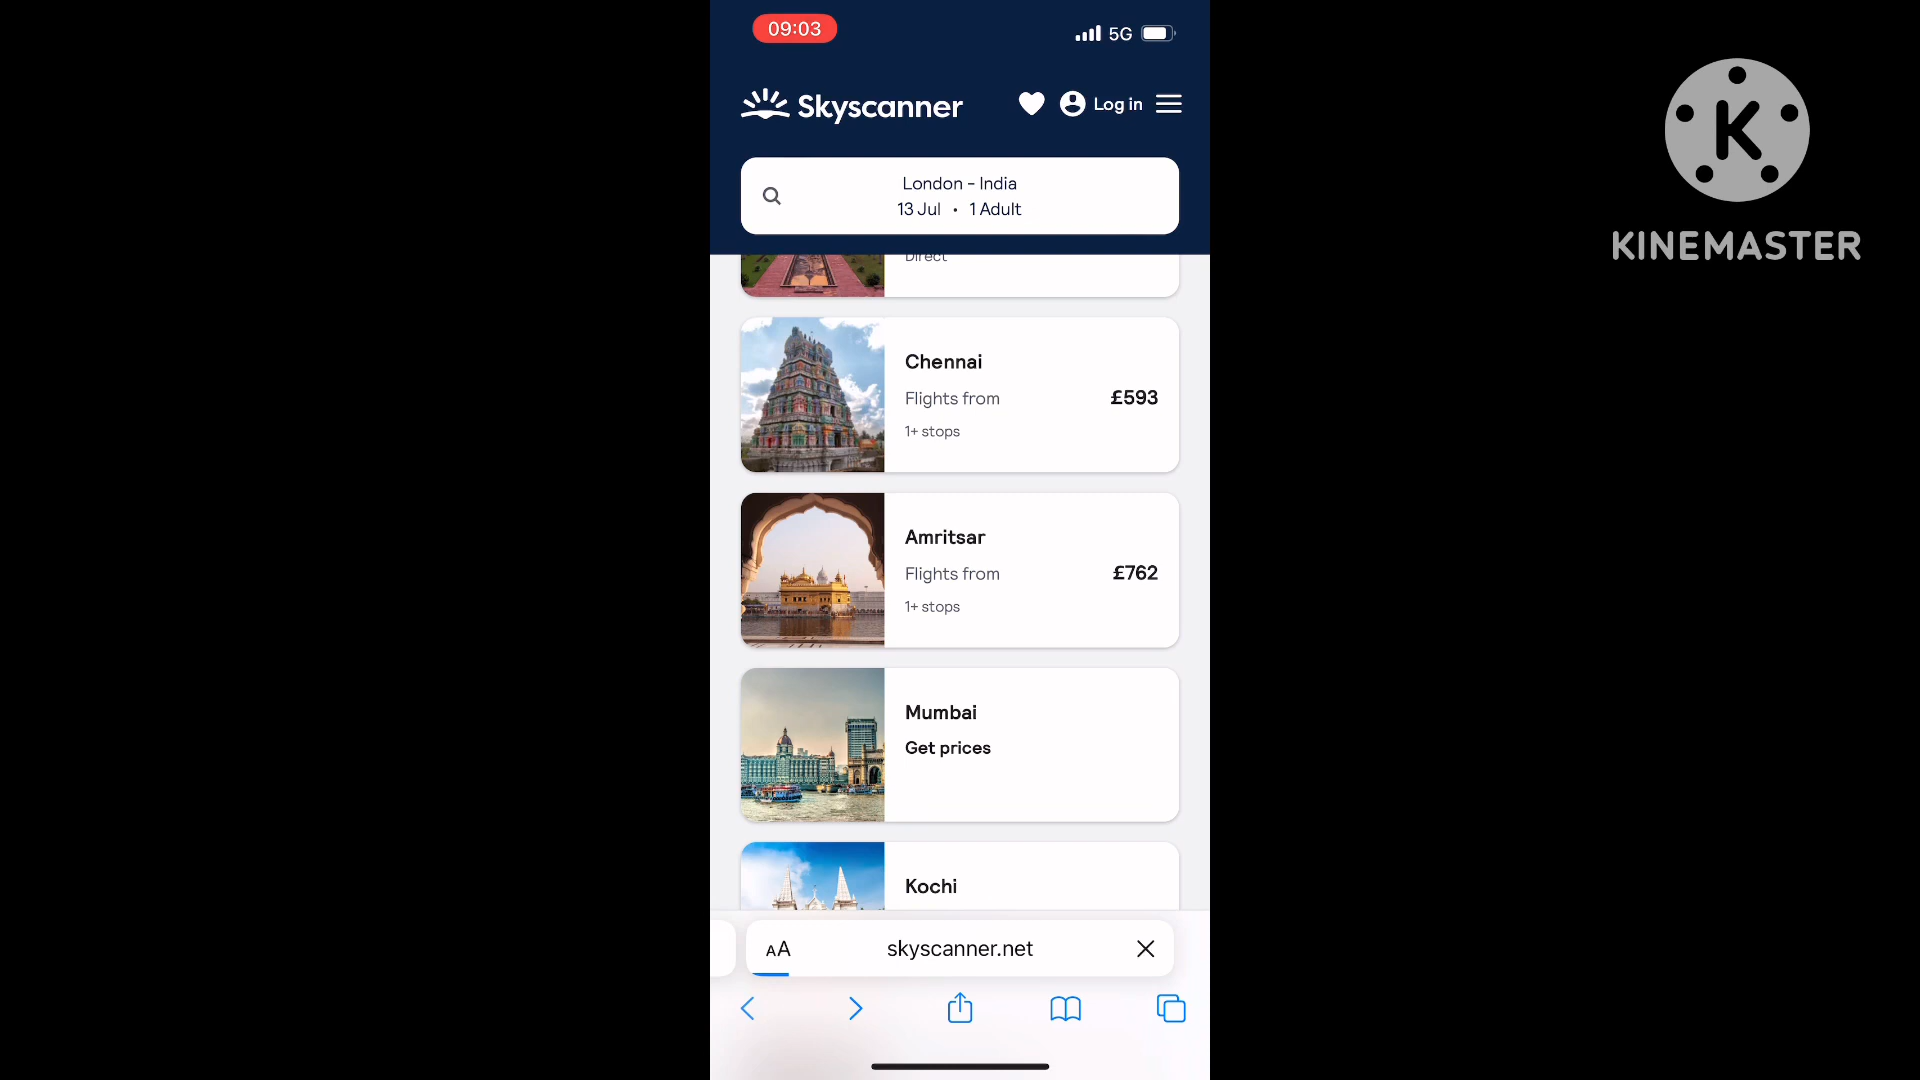 09:03
5G
Skyscanner
Log in
London - India
13 Jul • 1 Adult
Direct
Chennai
Flights from £593
1+ stops
Amritsar
Flights from £762
1+ stops
Mumbai
Get prices
Kochi
AA skyscanner.net
K
KINEMASTER